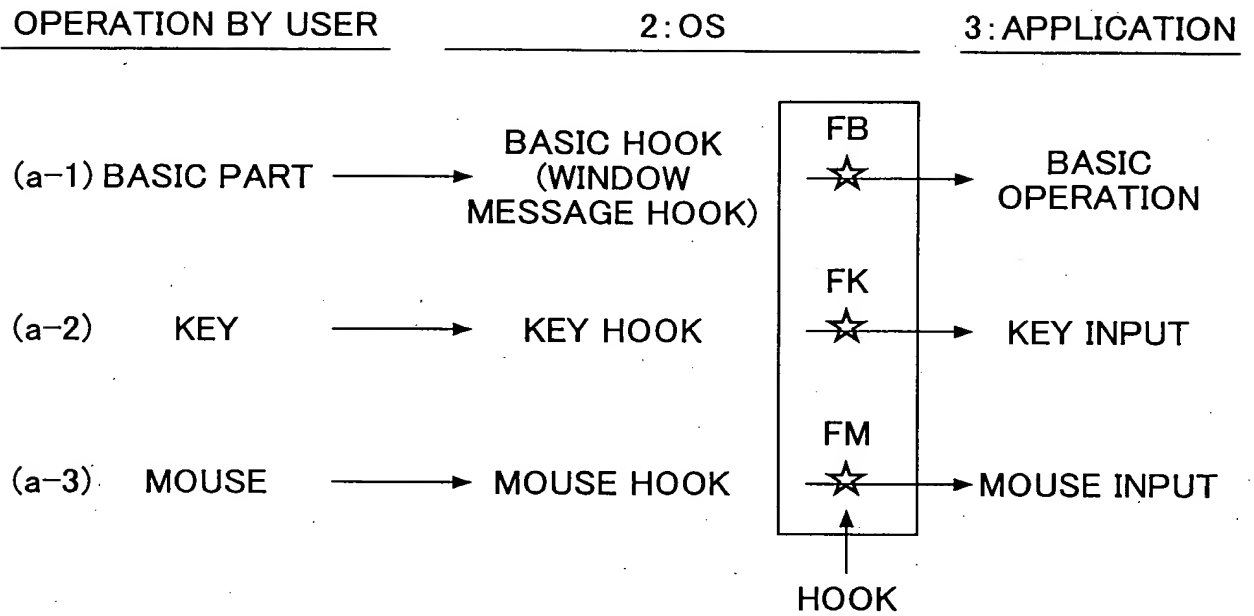 OPERATION BY USER 2:OS 3:APPLICATION
FB
(a-1) BASIC PART BASIC HOOK (WINDOW MESSAGE HOOK) BASIC OPERATION
FK
(a-2) KEY KEY HOOK KEY INPUT
FM
(a-3) MOUSE MOUSE HOOK MOUSE INPUT
HOOK